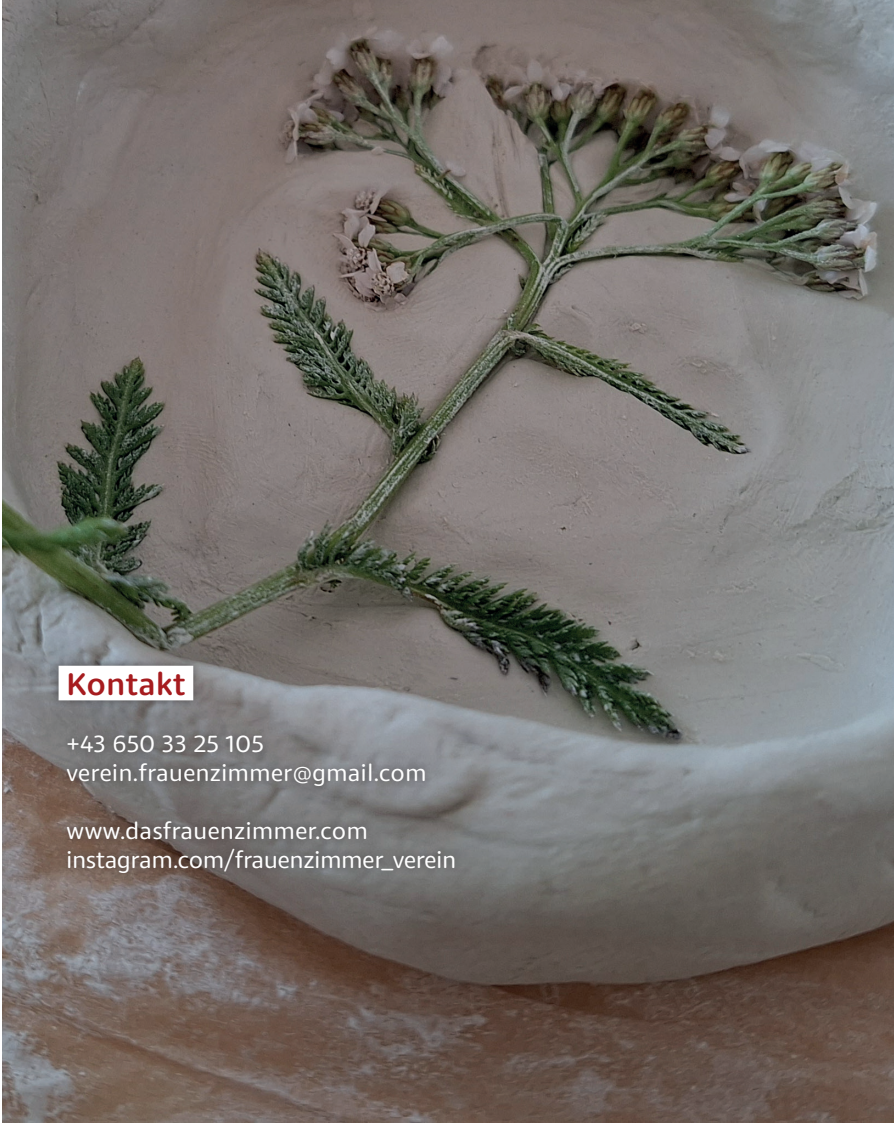 Kontakt
+43 650 33 25 105
verein.frauenzimmer@gmail.com
www.dasfrauenzimmer.com
instagram.com/frauenzimmer_verein